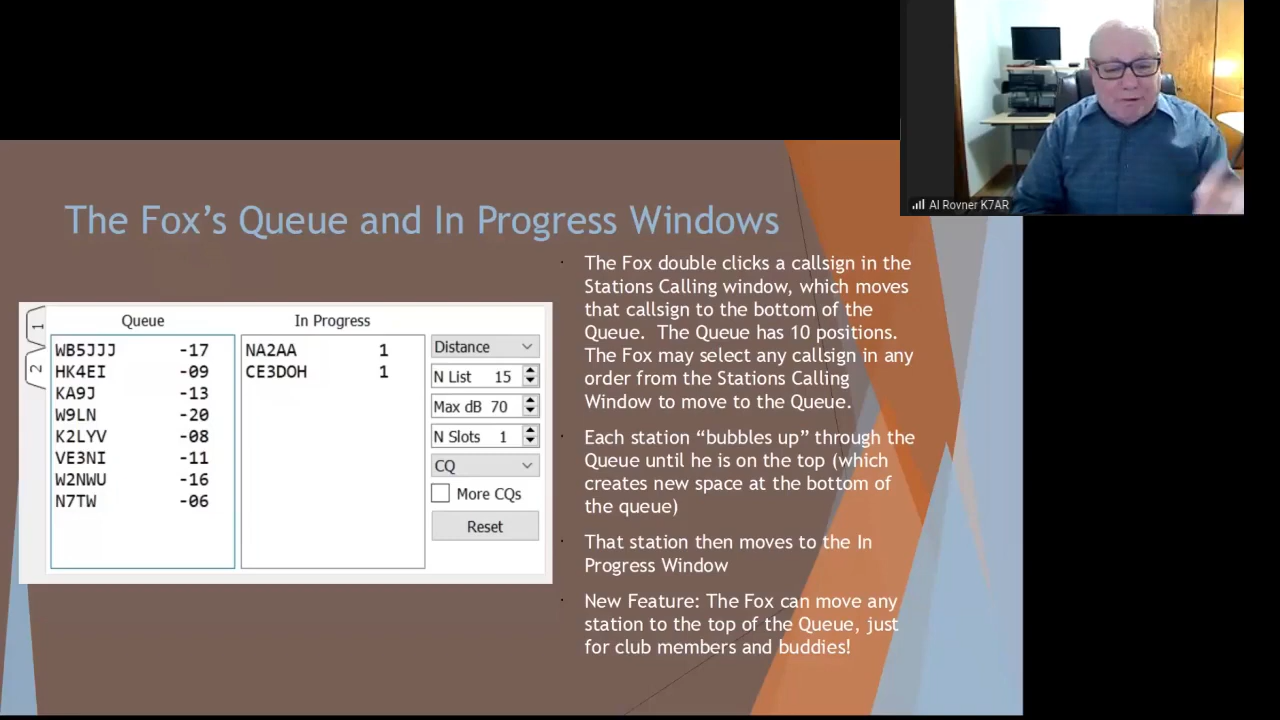 Al Rovner K7AR
The Fox's Queue and In Progress Windows
1
2
Queue
WB5JJJ -17
HK4EI -09
KA9J -13
W9LN -20
K2LYV -08
VE3NI -11
W2NWU -16
N7TW -06
In Progress
NA2AA 1
CE3DOH 1
Distance
N List 15
Max dB 70
N Slots 1
CQ
More CQs
Reset
The Fox double clicks a callsign in the
Stations Calling window, which moves
that callsign to the bottom of the
Queue. The Queue has 10 positions.
The Fox may select any callsign in any
order from the Stations Calling
Window to move to the Queue.
Each station “bubbles up” through the
Queue until he is on the top (which
creates new space at the bottom of
the queue)
That station then moves to the In
Progress Window
New Feature: The Fox can move any
station to the top of the Queue, just
for club members and buddies!